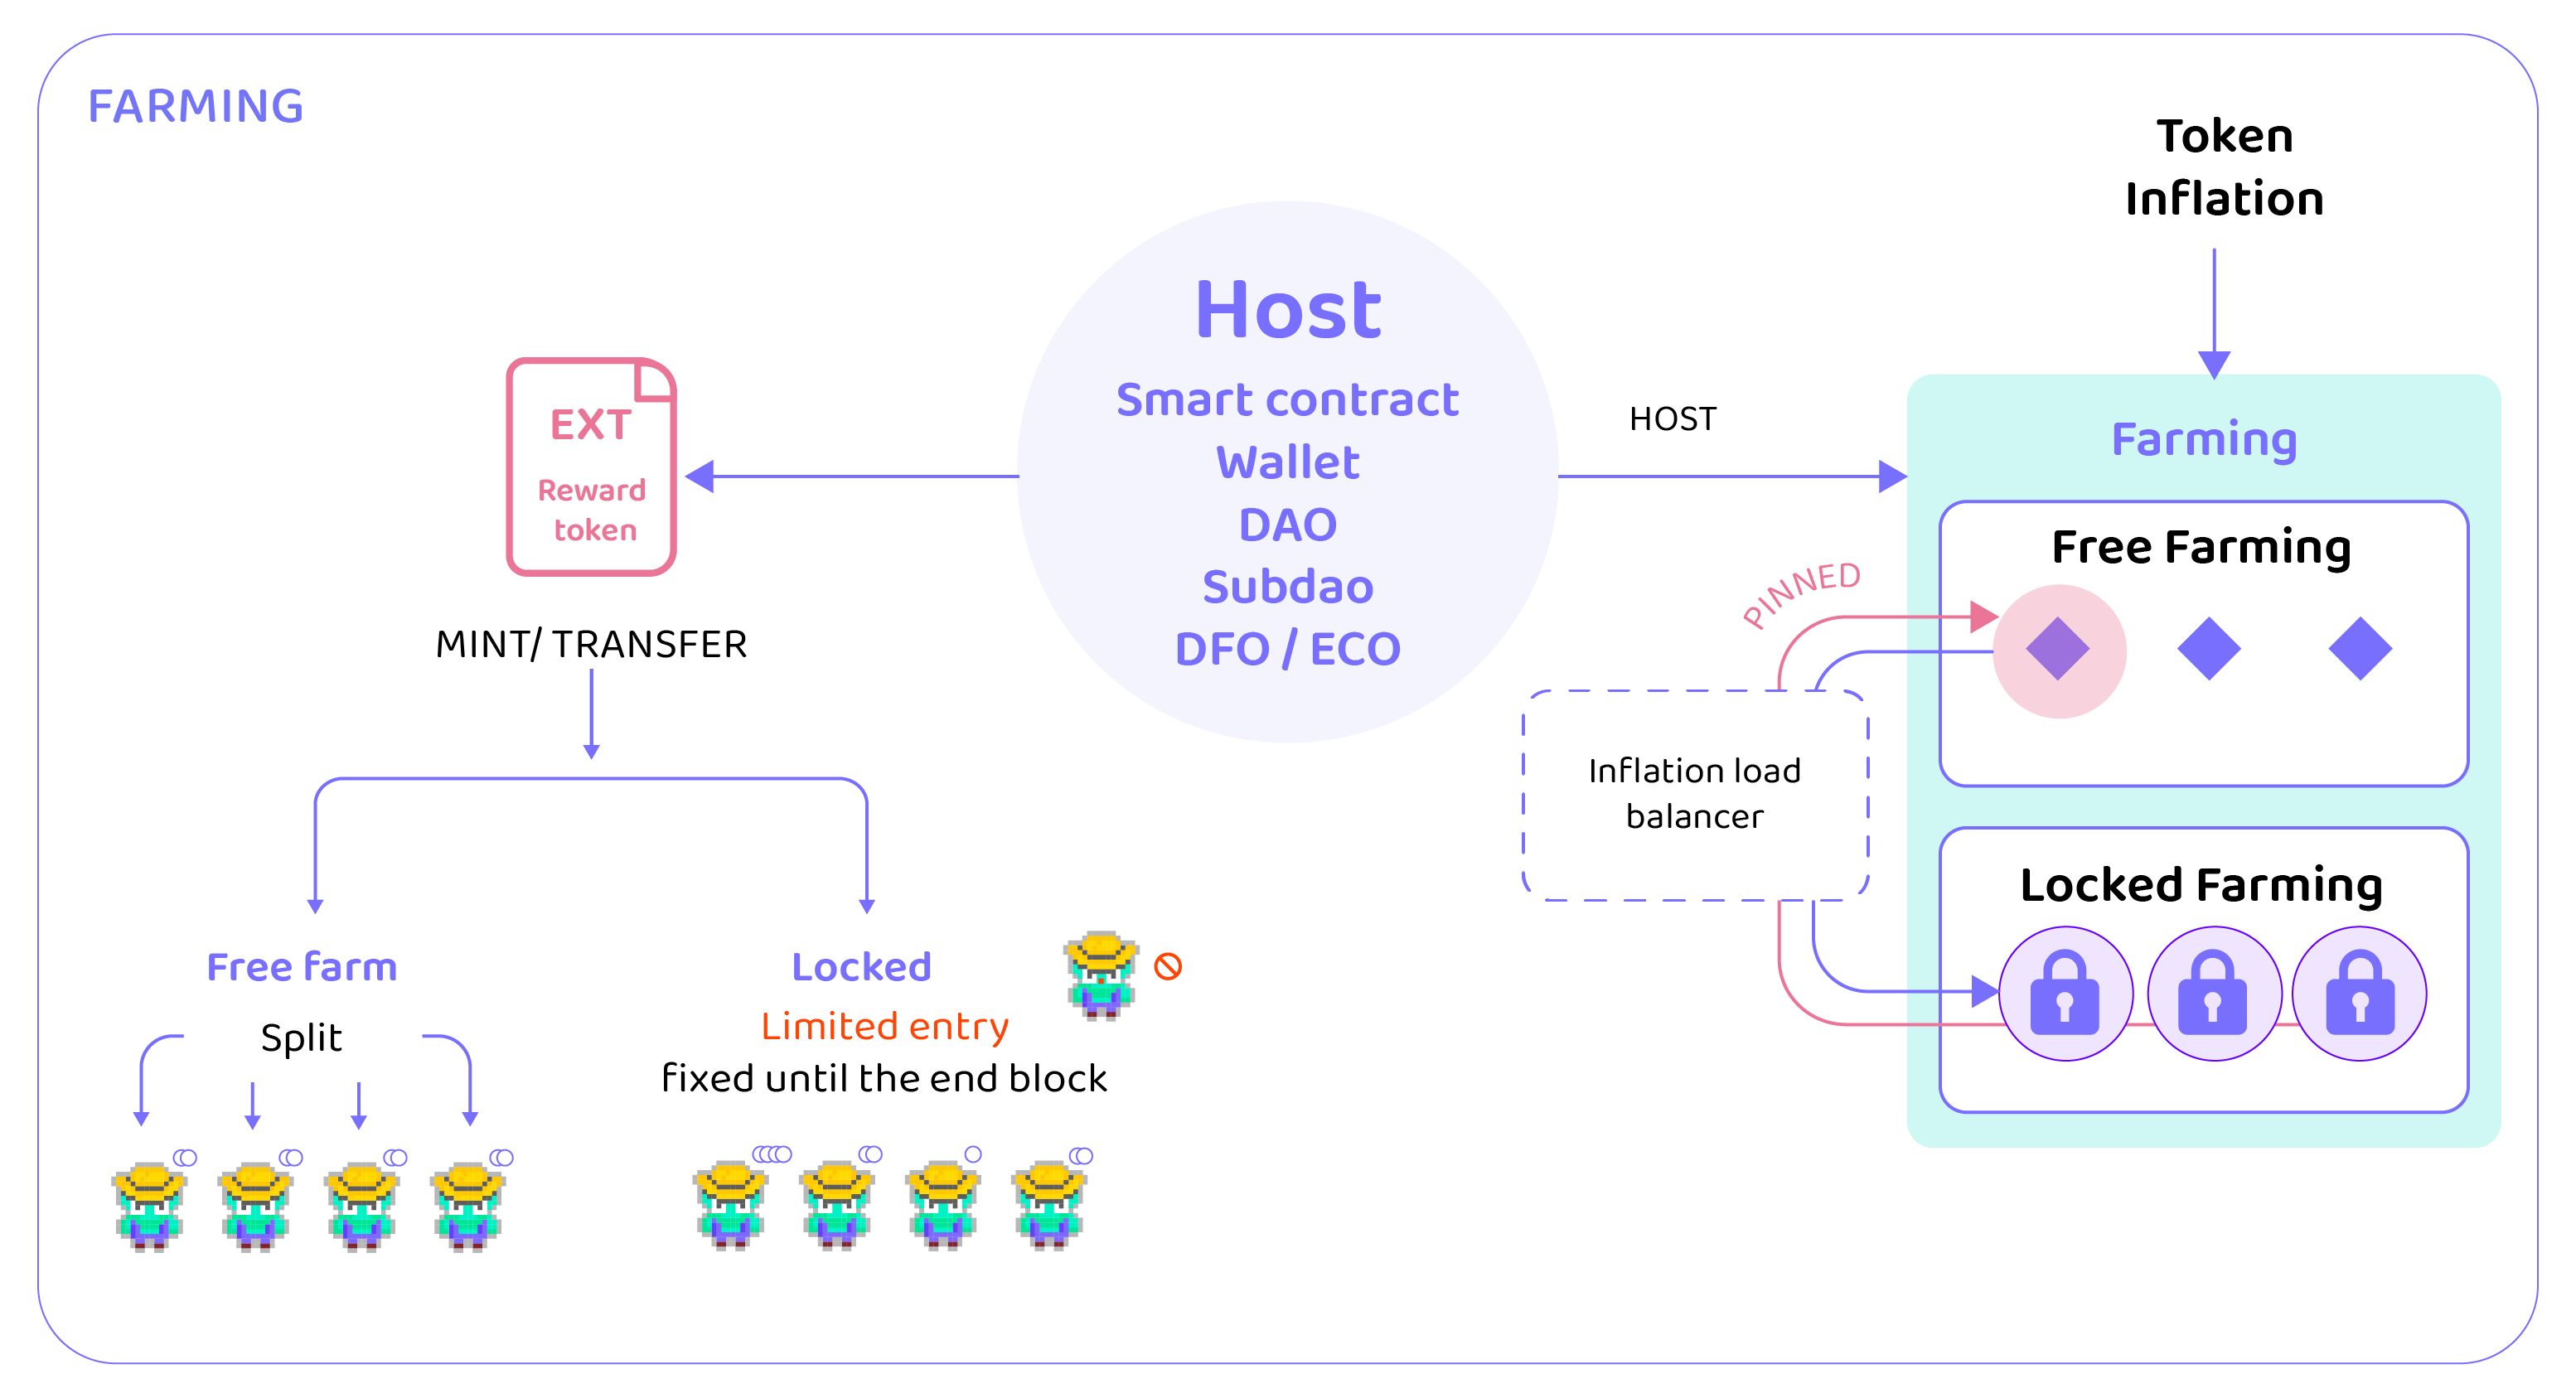 FARMING
Token
Inflation
Host
Smart contract
Wallet
DAO
Subdao
DFO / ECO
EXT
Reward
token
HOST
Farming
Free Farming
PINNED
MINT/ TRANSFER
Inflation load
balancer
Locked Farming
Free farm
Split
Locked
Limited entry
fixed until the end block